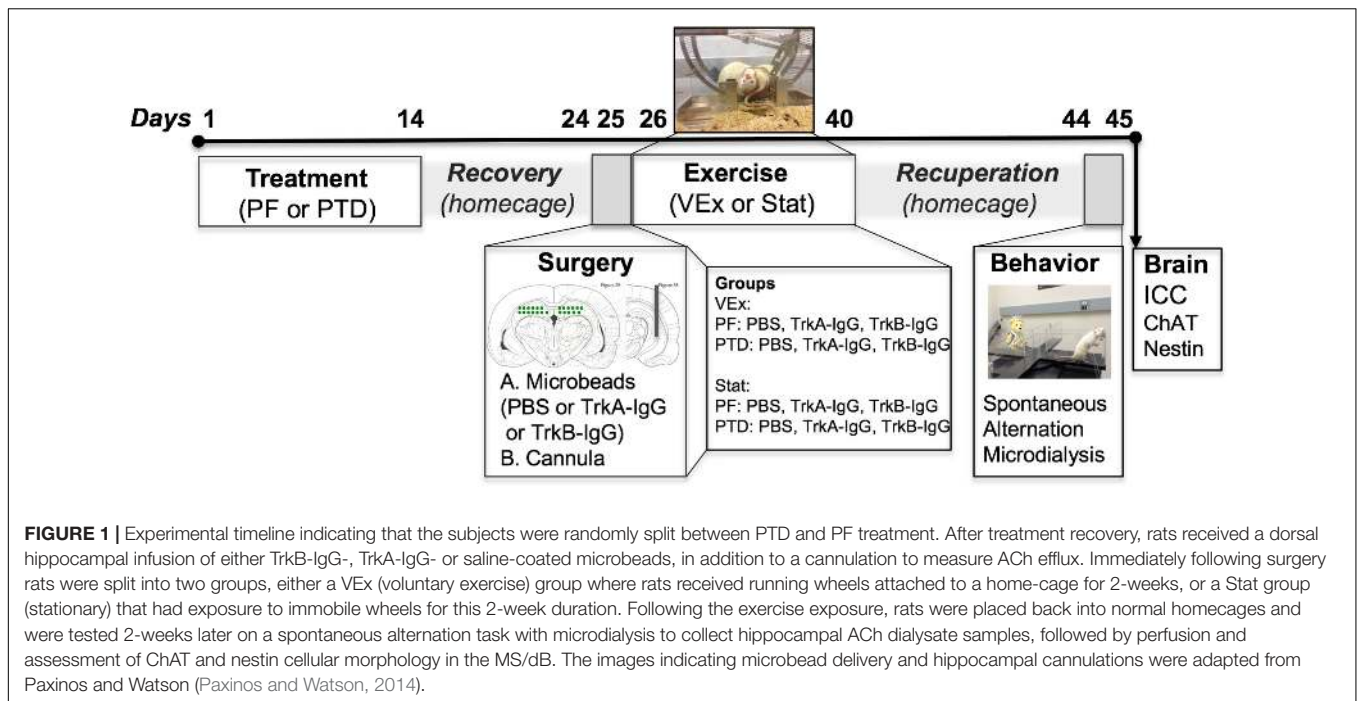 Days 1 14 24 25 26 40 44 45
Treatment
(PF or PTD)
Recovery
(homecage)
Exercise
(VEx or Stat)
Recuperation
(homecage)
Surgery
A. Microbeads
(PBS or TrkA-IgG
or TrkB-IgG)
B. Cannula
Groups
VEx:
PF: PBS, TrkA-IgG, TrkB-IgG
PTD: PBS, TrkA-IgG, TrkB-IgG
Stat:
PF: PBS, TrkA-IgG, TrkB-IgG
PTD: PBS, TrkA-IgG, TrkB-IgG
Behavior
Spontaneous
Alternation
Microdialysis
Brain
ICC
ChAT
Nestin
FIGURE 1 | Experimental timeline indicating that the subjects were randomly split between PTD and PF treatment. After treatment recovery, rats received a dorsal
hippocampal infusion of either TrkB-IgG-, TrkA-IgG- or saline-coated microbeads, in addition to a cannulation to measure ACh efflux. Immediately following surgery
rats were split into two groups, either a VEx (voluntary exercise) group where rats received running wheels attached to a home-cage for 2-weeks, or a Stat group
(stationary) that had exposure to immobile wheels for this 2-week duration. Following the exercise exposure, rats were placed back into normal homecages and
were tested 2-weeks later on a spontaneous alternation task with microdialysis to collect hippocampal ACh dialysate samples, followed by perfusion and
assessment of ChAT and nestin cellular morphology in the MS/dB. The images indicating microbead delivery and hippocampal cannulations were adapted from
Paxinos and Watson (Paxinos and Watson, 2014).